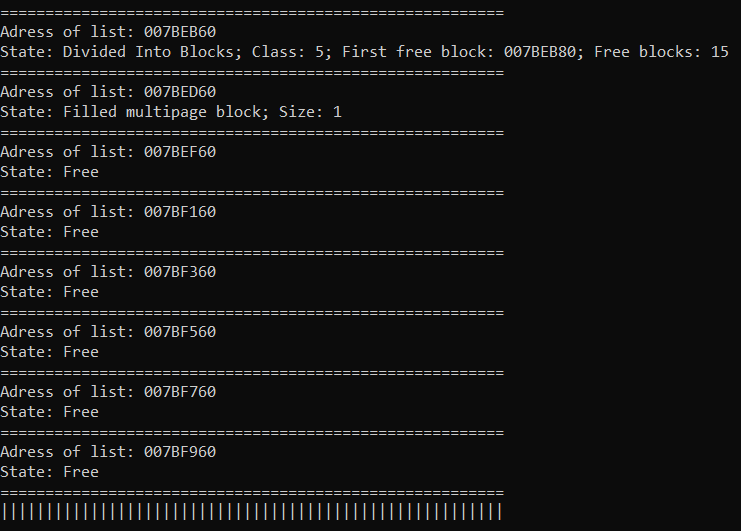 ========================================================
Adress of list: 007BEB60
State: Divided Into Blocks; Class: 5; First free block: 007BEB80; Free blocks: 15
========================================================
Adress of list: 007BED60
State: Filled multipage block; Size: 1
========================================================
Adress of list: 007BEF60
State: Free
========================================================
Adress of list: 007BF160
State: Free
========================================================
Adress of list: 007BF360
State: Free
========================================================
Adress of list: 007BF560
State: Free
========================================================
Adress of list: 007BF760
State: Free
========================================================
Adress of list: 007BF960
State: Free
========================================================
||||||||||||||||||||||||||||||||||||||||||||||||||||||||